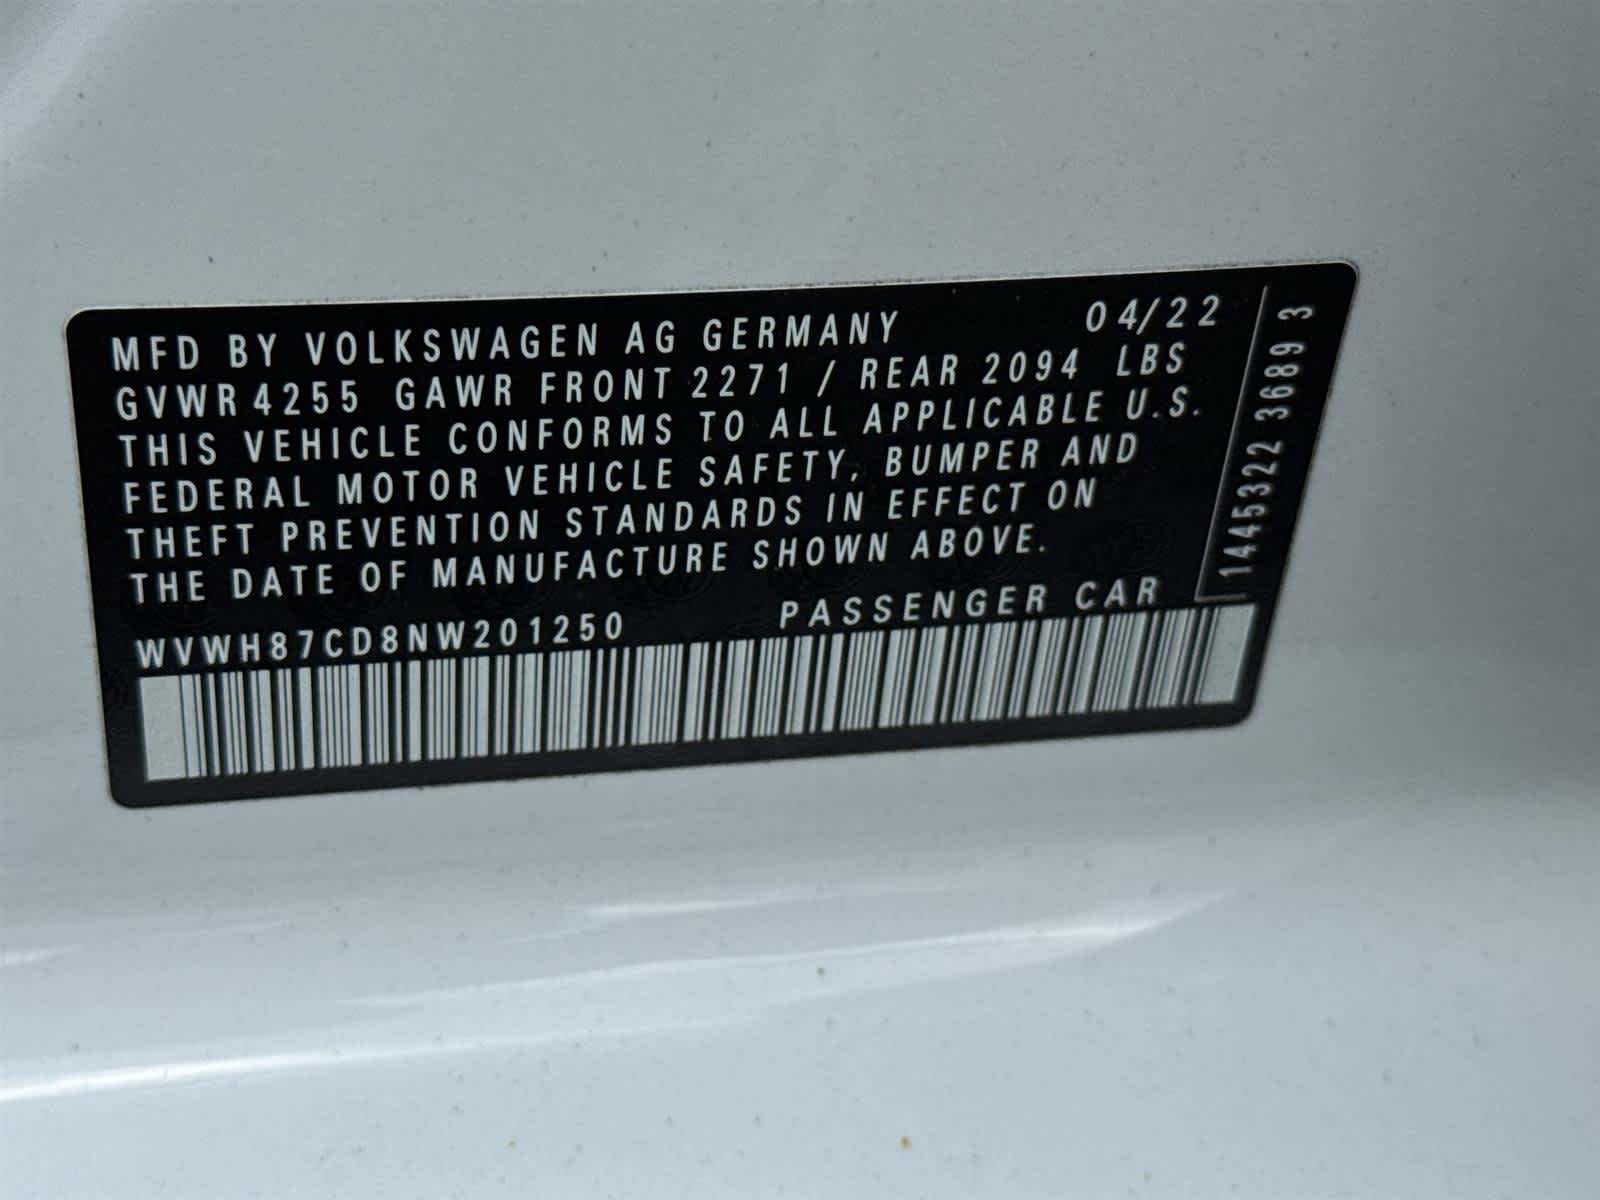 MFD BY VOLKSWAGEN AG GERMANY 04/22
GVWR 4255 GAWR FRONT 2271 / REAR 2094 LBS
THIS VEHICLE CONFORMS TO ALL APPLICABLE U.S.
FEDERAL MOTOR VEHICLE SAFETY, BUMPER AND
THEFT PREVENTION STANDARDS IN EFFECT ON
THE DATE OF MANUFACTURE SHOWN ABOVE.
WVWH87CD8NW201250 PASSENGER CAR
1445322 3689 3